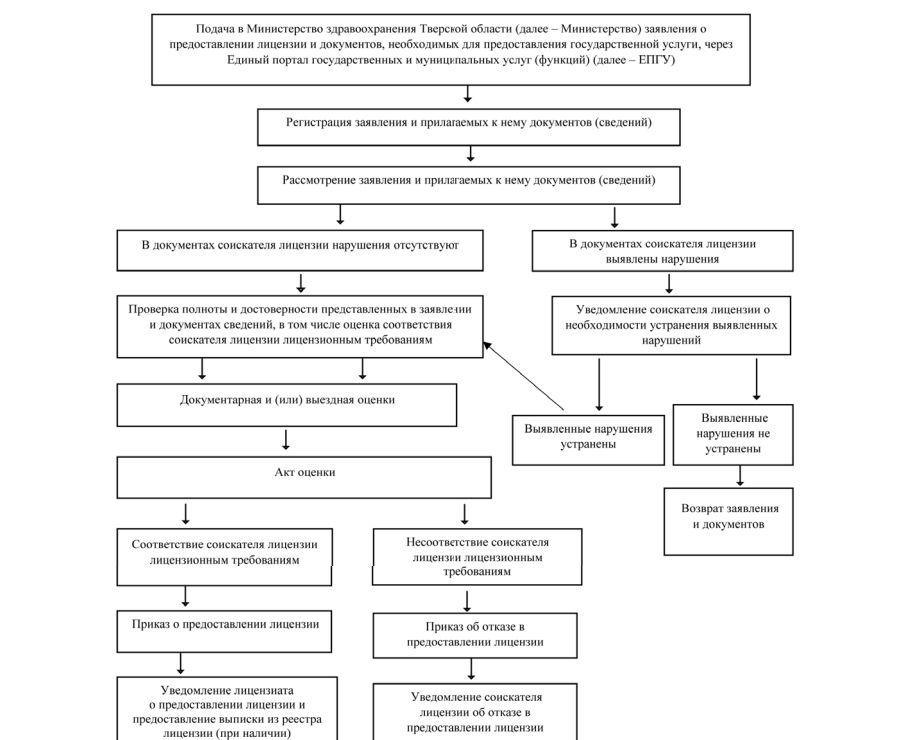 Подача в Министерство здравоохранения Тверской области (далее – Министерство) заявления о
предоставлении лицензии и документов, необходимых для предоставления государственной услуги, через
Единый портал государственных и муниципальных услуг (функций) (далее – ЕПГУ)
Регистрация заявления и прилагаемых к нему документов (сведений)
Рассмотрение заявления и прилагаемых к нему документов (сведений)
В документах соискателя лицензии нарушения отсутствуют
В документах соискателя лицензии
выявлены нарушения
Проверка полноты и достоверности представленных в заявлении
и документах сведений, в том числе оценка соответствия
соискателя лицензии лицензионным требованиям
Уведомление соискателя лицензии о
необходимости устранения выявленных
нарушений
Документарная и (или) выездная оценки
Выявленные нарушения
устранены
Выявленные
нарушения не
устранены
Акт оценки
Возврат заявления
и документов
Соответствие соискателя лицензии
лицензионным требованиям
Несоответствие соискателя
лицензии лицензионным
требованиям
Приказ о предоставлении лицензии
Приказ об отказе в
предоставлении лицензии
Уведомление лицензиата
о предоставлении лицензии и
предоставление выписки из реестра
лицензии (при наличии)
Уведомление соискателя
лицензии об отказе в
предоставлении лицензии